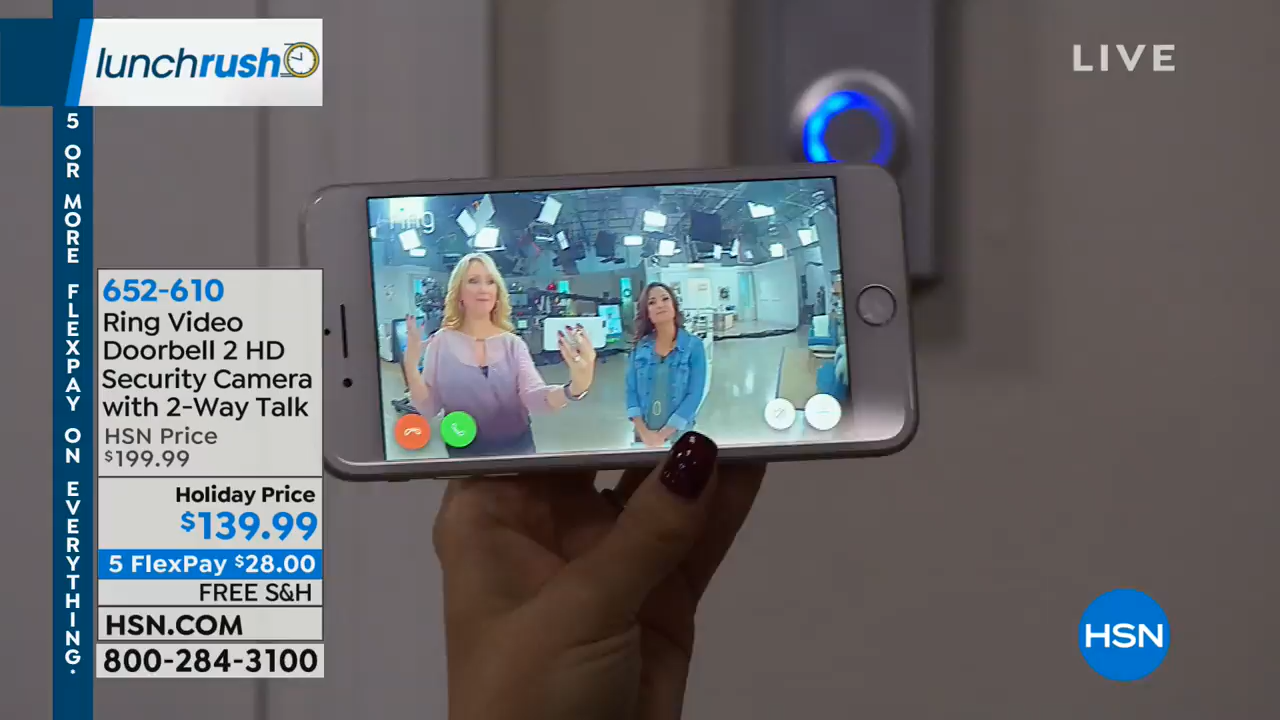 lunchrush
LIVE
5 OR MORE FLEXPAY ON EVERYTHING.
ring
652-610
Ring Video
Doorbell 2 HD
Security Camera
with 2-Way Talk
HSN Price
$199.99
Holiday Price
$139.99
5 FlexPay $28.00
FREE S&H
HSN.COM
800-284-3100
HSN